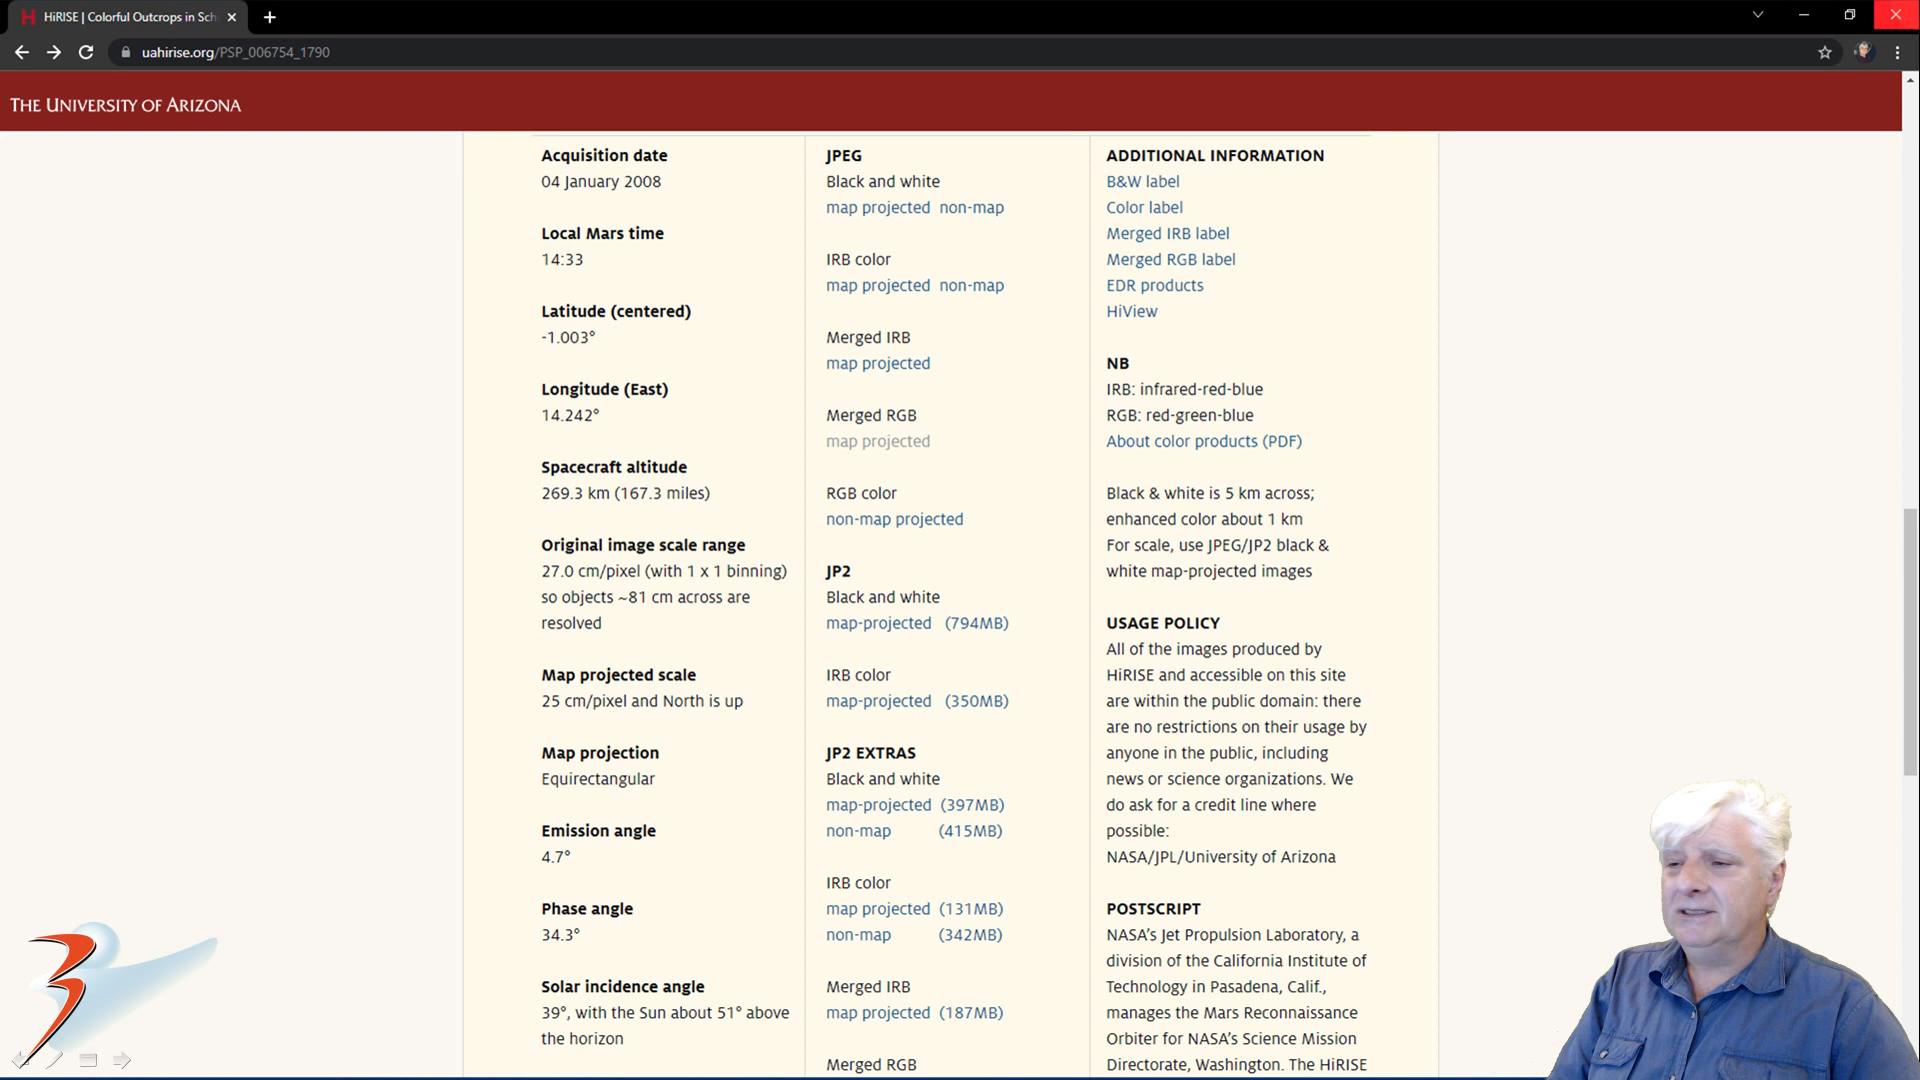 HiRISE | Colorful Outcrops in Sch
uahirise.org/PSP_006754_1790
THE UNIVERSITY OF ARIZONA
Acquisition date
04 January 2008
Local Mars time
14:33
Latitude (centered)
-1.003°
Longitude (East)
14.242°
Spacecraft altitude
269.3 km (167.3 miles)
Original image scale range
27.0 cm/pixel (with 1 x 1 binning)
so objects ~81 cm across are
resolved
Map projected scale
25 cm/pixel and North is up
Map projection
Equirectangular
Emission angle
4.7°
Phase angle
34.3°
Solar incidence angle
39°, with the Sun about 51° above
the horizon
JPEG
Black and white
map projected non-map
IRB color
map projected non-map
Merged IRB
map projected
Merged RGB
map projected
RGB color
non-map projected
JP2
Black and white
map-projected (794MB)
IRB color
map-projected (350MB)
JP2 EXTRAS
Black and white
map-projected (397MB)
non-map (415MB)
IRB color
map projected (131MB)
non-map (342MB)
Merged IRB
map projected (187MB)
Merged RGB
ADDITIONAL INFORMATION
B&W label
Color label
Merged IRB label
Merged RGB label
EDR products
HiView
NB
IRB: infrared-red-blue
RGB: red-green-blue
About color products (PDF)
Black & white is 5 km across;
enhanced color about 1 km
For scale, use JPEG/JP2 black &
white map-projected images
USAGE POLICY
All of the images produced by
HiRISE and accessible on this site
are within the public domain: there
are no restrictions on their usage by
anyone in the public, including
news or science organizations. We
do ask for a credit line where
possible:
NASA/JPL/University of Arizona
POSTSCRIPT
NASA's Jet Propulsion Laboratory, a
division of the California Institute of
Technology in Pasadena, Calif.,
manages the Mars Reconnaissance
Orbiter for NASA's Science Mission
Directorate, Washington. The HiRISE